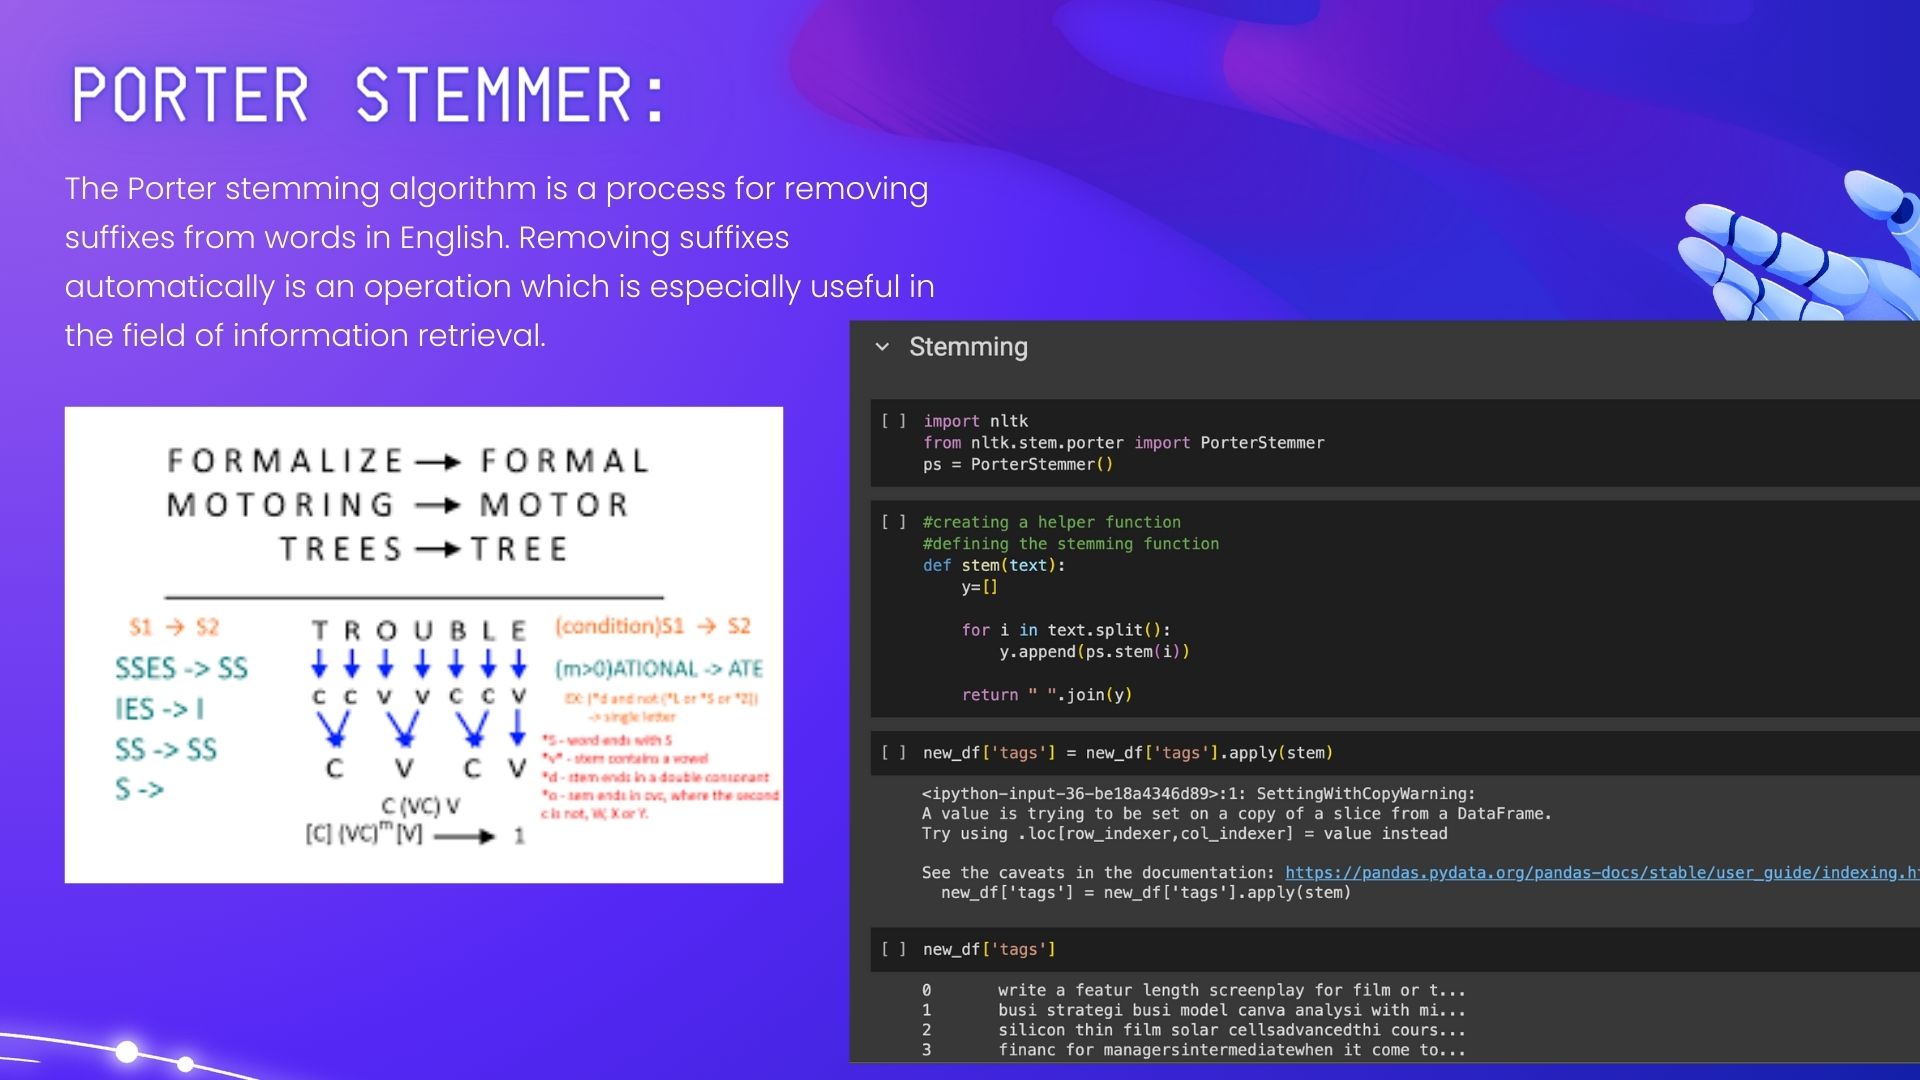 PORTER STEMMER:
The Porter stemming algorithm is a process for removing
suffixes from words in English. Removing suffixes
automatically is an operation which is especially useful in
the field of information retrieval.
FORMALIZE → FORMAL
MOTORING → MOTOR
TREES → TREE
S1 → S2
SSES -> SS
IES -> I
SS -> SS
S ->
T R O U B L E
C C V V C C V
C V C V
C (VC) V
[C] (VC)^m [V] → 1
(condition)S1 → S2
(m>0)ATIONAL -> ATE
EX: (*d and not (*L or *S or *Z))
-> single letter
*S - word ends with S
*v* - stem contains a vowel
*d - stem ends in a double consonant
*o - sem ends in cvc, where the second
c is not, W, X or Y.
Stemming
[ ] import nltk
from nltk.stem.porter import PorterStemmer
ps = PorterStemmer()
[ ] #creating a helper function
#defining the stemming function
def stem(text):
y=[]
for i in text.split():
y.append(ps.stem(i))
return " ".join(y)
[ ] new_df['tags'] = new_df['tags'].apply(stem)
<ipython-input-36-be18a4346d89>:1: SettingWithCopyWarning:
A value is trying to be set on a copy of a slice from a DataFrame.
Try using .loc[row_indexer,col_indexer] = value instead
See the caveats in the documentation: https://pandas.pydata.org/pandas-docs/stable/user_guide/indexing.h
new_df['tags'] = new_df['tags'].apply(stem)
[ ] new_df['tags']
0 write a featur length screenplay for film or t...
1 busi strategi busi model canva analysi with mi...
2 silicon thin film solar cellsadvancedthi cours...
3 financ for managersintermediatewhen it come to...